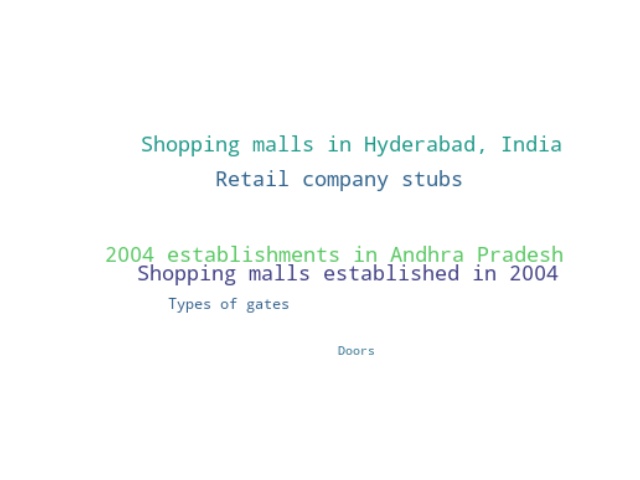 Shopping malls in Hyderabad, India
Retail company stubs
2004 establishments in Andhra Pradesh
Shopping malls established in 2004
Types of gates
Doors